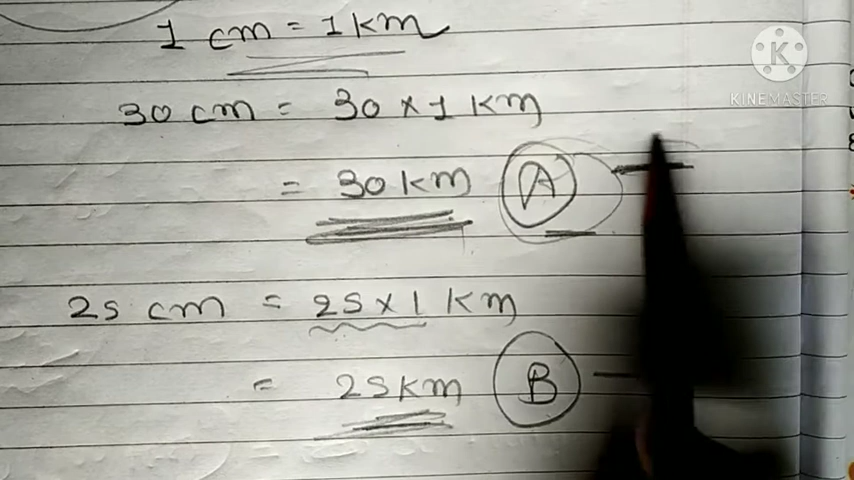 1 cm = 1 km
KINEMASTER
30 cm = 30 × 1 km
= 30 km A
25 cm = 25 × 1 km
= 25 km B